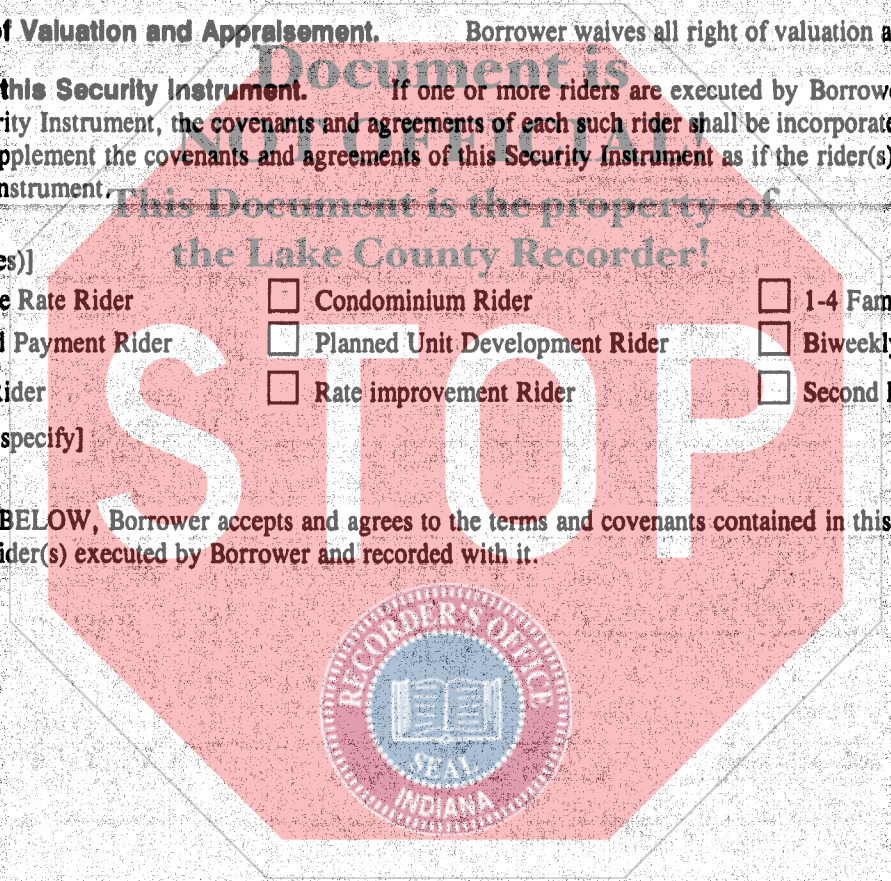 f Valuation and Appraisement. Borrower waives all right of valuation a
Document is
this Security Instrument. If one or more riders are executed by Borrow
rity Instrument, the covenants and agreements of each such rider shall be incorporate
NOT OFFICIAL!
pplement the covenants and agreements of this Security Instrument as if the rider(s)
nstrument.
This Document is the property of
the Lake County Recorder!
es)]
e Rate Rider ☐ Condominium Rider ☐ 1-4 Fam
d Payment Rider ☐ Planned Unit Development Rider ☐ Biweekly
ider ☐ Rate improvement Rider ☐ Second
specify]
STOP
BELOW, Borrower accepts and agrees to the terms and covenants contained in this
ider(s) executed by Borrower and recorded with it.
RECORDER'S OFFICE
SEAL
INDIANA